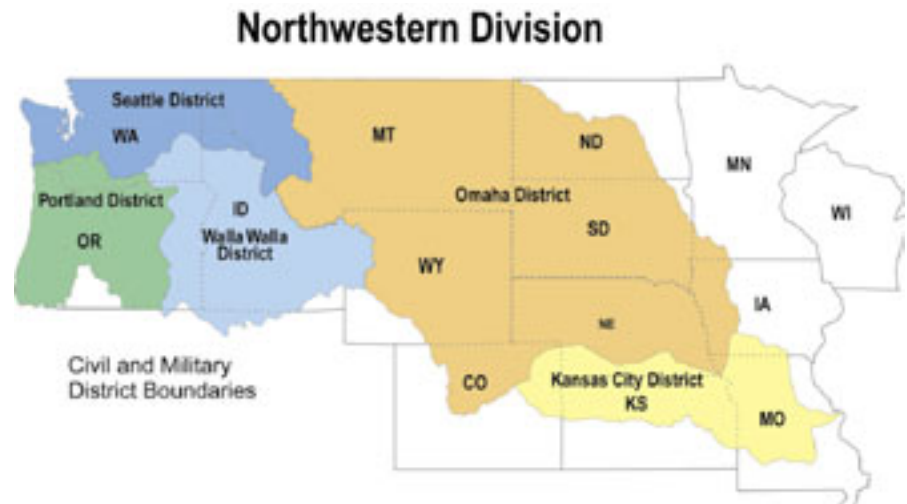 Northwestern Division
Seattle District
WA
MT
ND
MN
Portland District
OR
ID
Walla Walla
District
Omaha District
SD
WI
WY
IA
NE
Civil and Military
District Boundaries
CO
Kansas City District
KS
MO